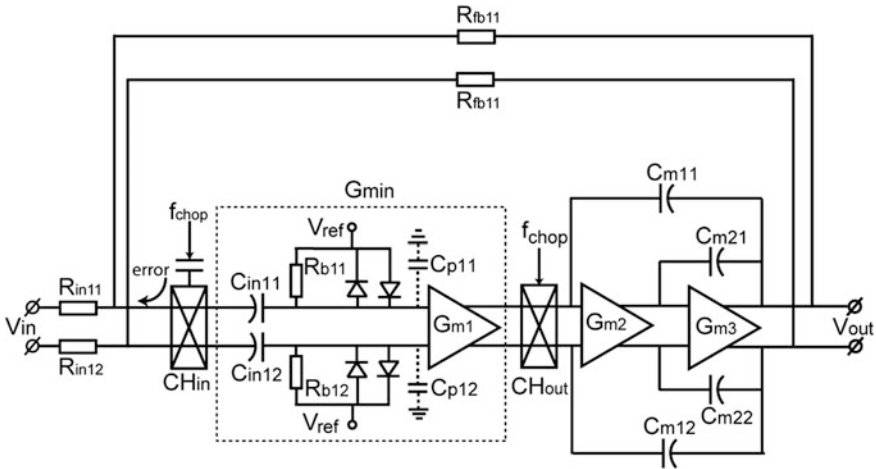 Rfb11
Rfb11
Cm11
Gmin
fchop
Vref
fchop
Cm21
error
Rb11
Cp11
Rin11
Cin11
Vin
Gm1
Gm2
Gm3
Vout
Rin12
Cin12
CHin
Rb12
Cp12
CHout
Cm22
Vref
Cm12